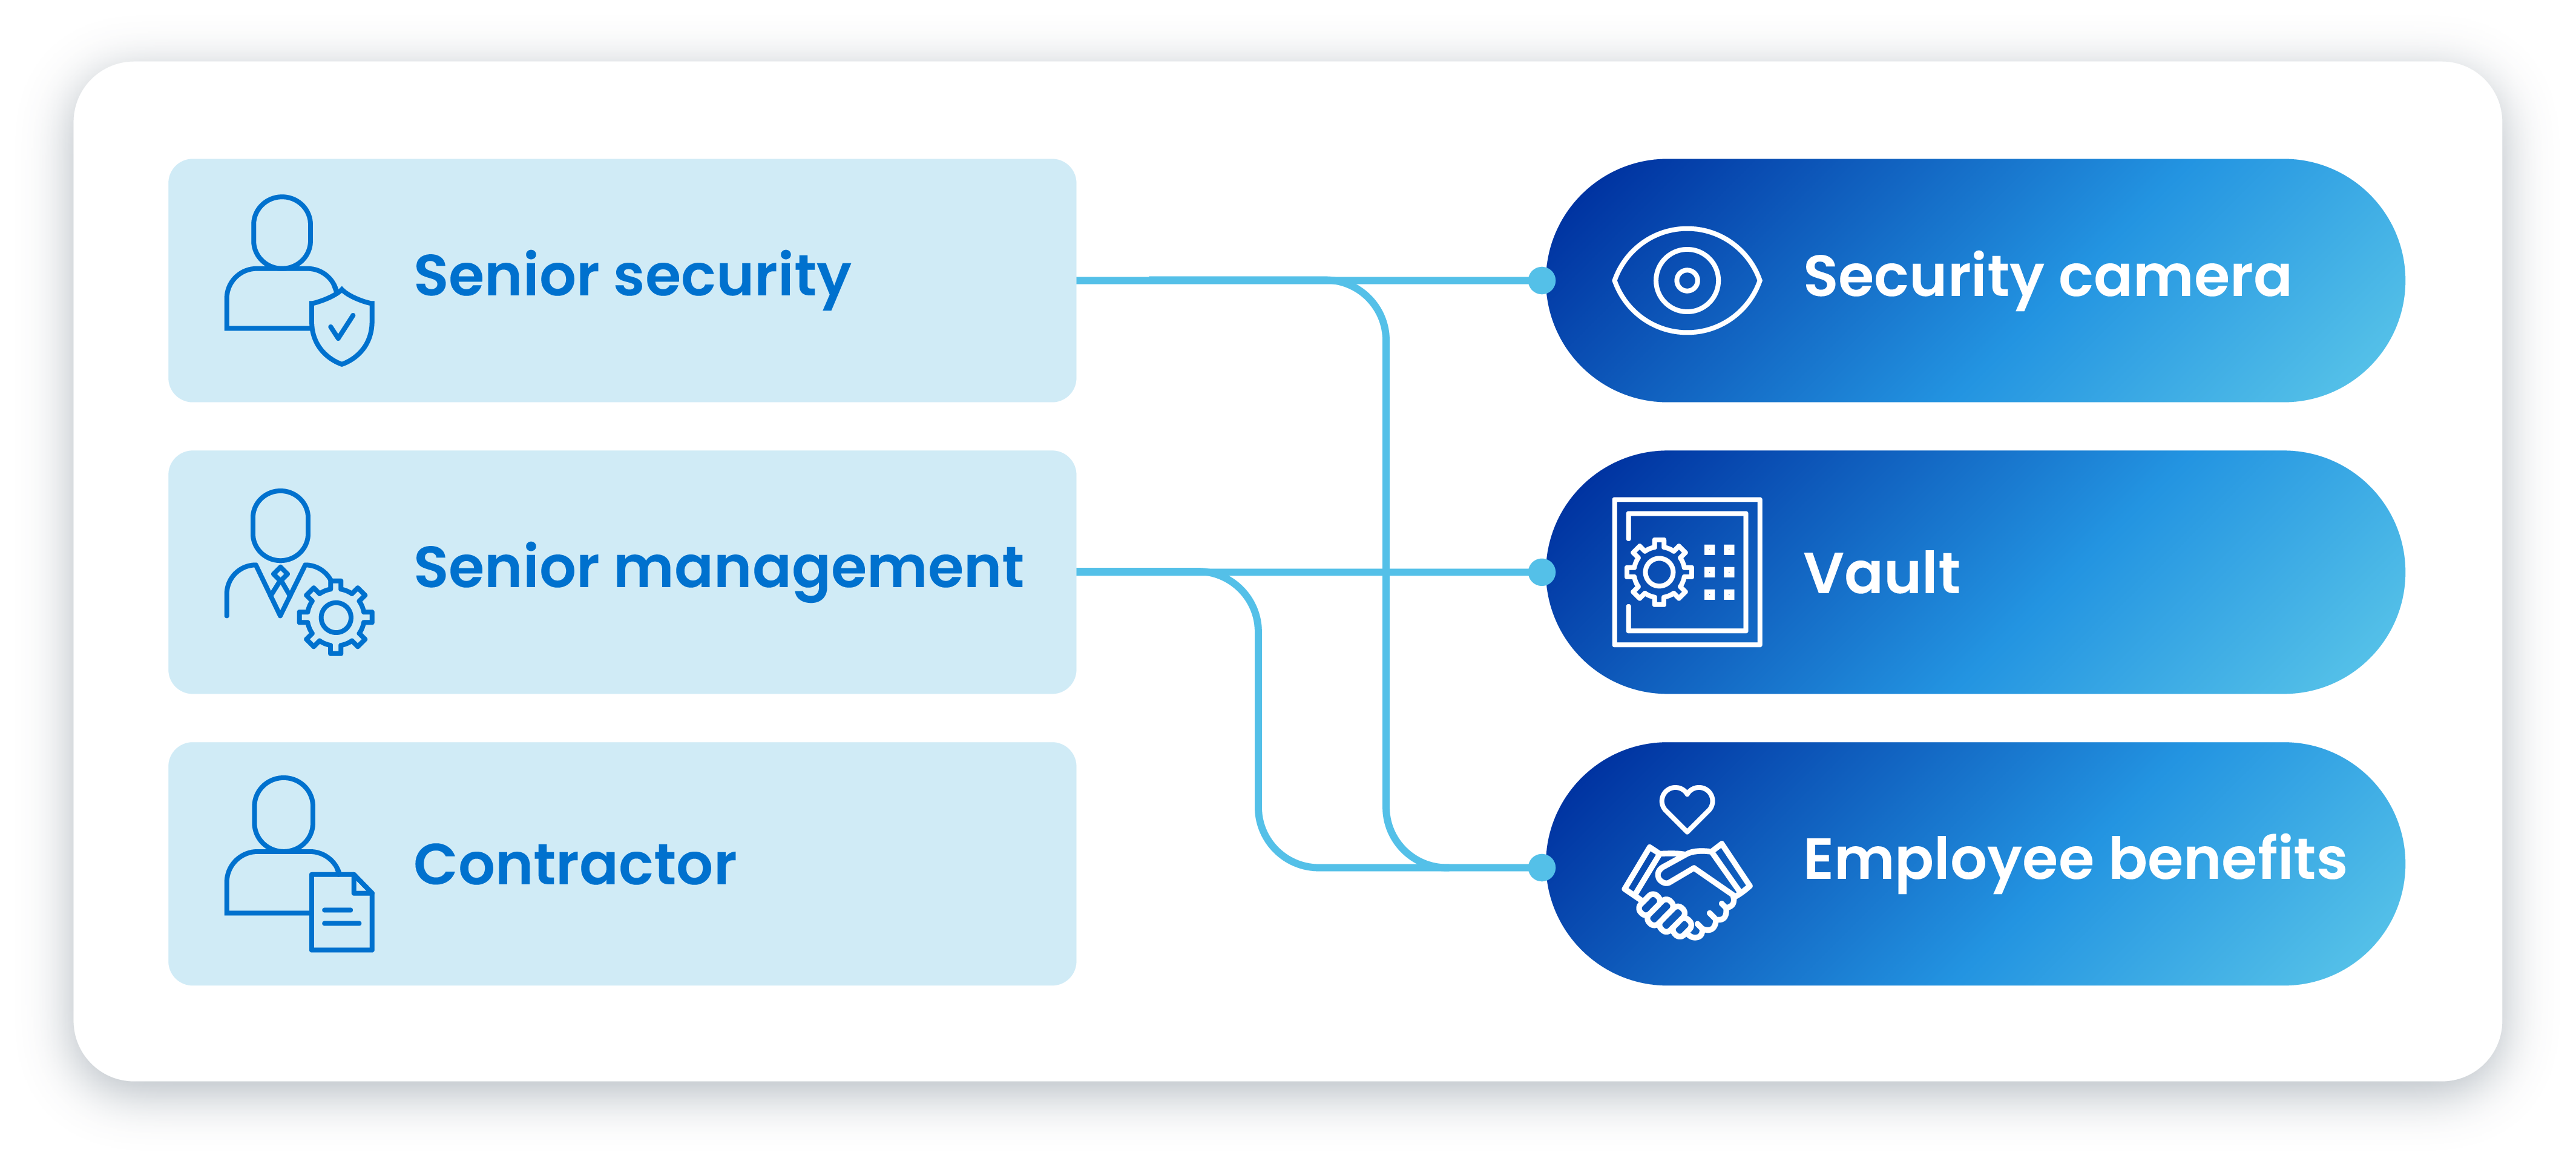 Senior security
Security camera
Senior management
Vault
Contractor
Employee benefits